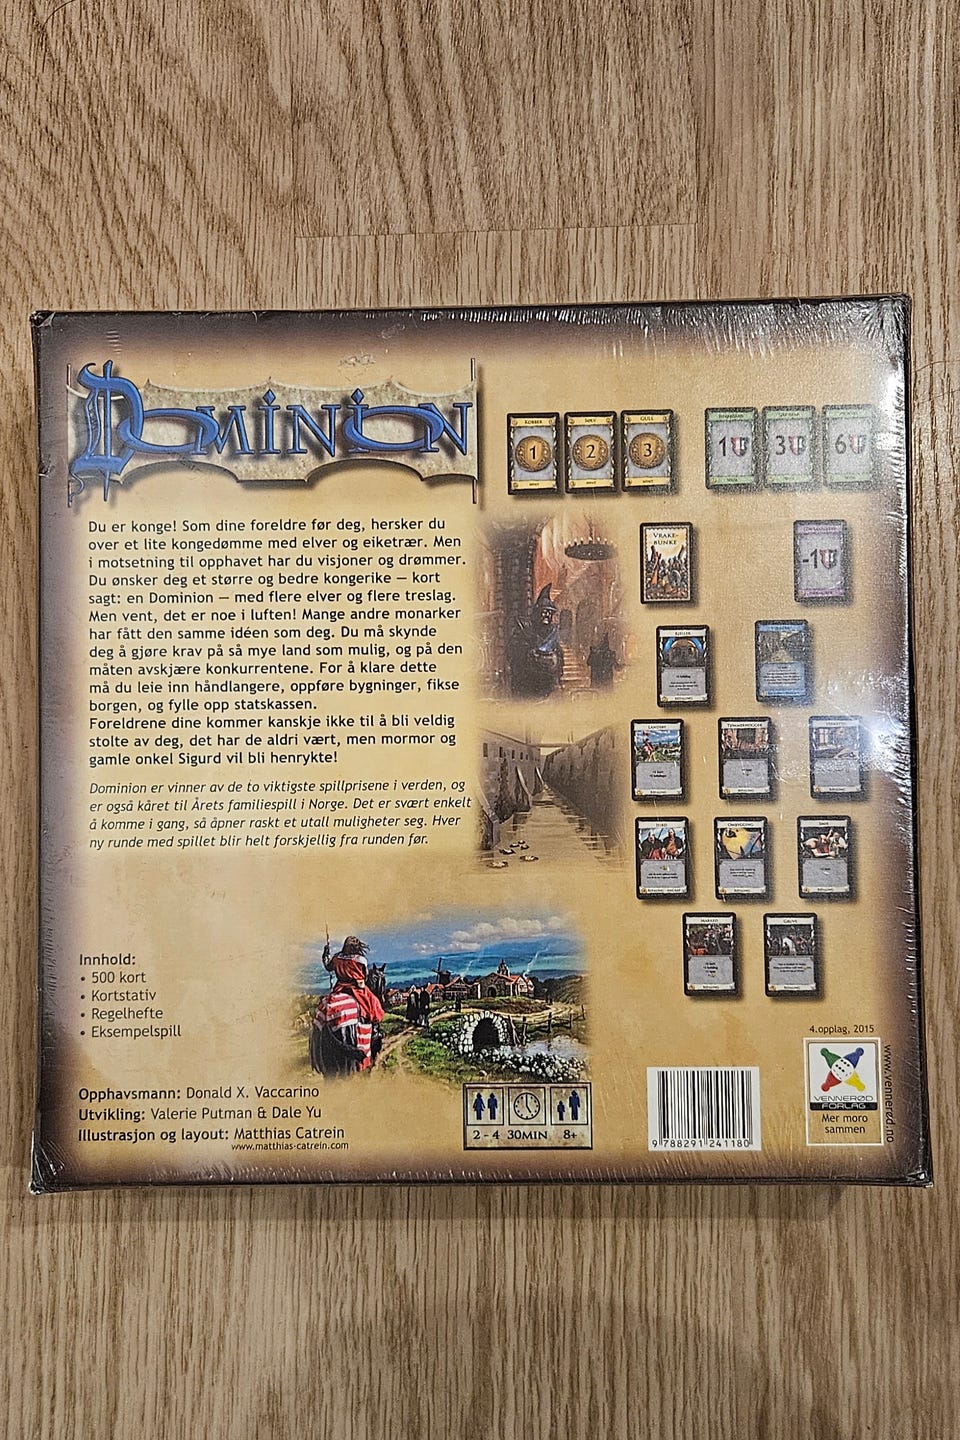 DOMINION
Du er konge! Som dine foreldre før deg, hersker du
over et lite kongedømme med elver og eiketrær. Men
i motsetning til opphavet har du visjoner og drømmer.
Du ønsker deg et større og bedre kongerike – kort
sagt: en Dominion – med flere elver og flere treslag.
Men vent, det er noe i luften! Mange andre monarker
har fått den samme idéen som deg. Du må skynde
deg å gjøre krav på så mye land som mulig, og på den
måten avskjære konkurrentene. For å klare dette
må du leie inn håndlangere, oppføre bygninger, fikse
borgen, og fylle opp statskassen.
Foreldrene dine kommer kanskje ikke til å bli veldig
stolte av deg, det har de aldri vært, men mormor og
gamle onkel Sigurd vil bli henrykte!
Dominion er vinner av de to viktigste spillprisene i verden, og
er også kåret til Årets familiespill i Norge. Det er svært enkelt
å komme i gang, så åpner raskt et utall muligheter seg. Hver
ny runde med spillet blir helt forskjellig fra runden før.
Innhold:
• 500 kort
• Kortstativ
• Regelhefte
• Eksempelspill
Opphavsmann: Donald X. Vaccarino
Utvikling: Valerie Putman & Dale Yu
Illustrasjon og layout: Matthias Catrein
www.matthias-catrein.com
KOBBER SØLV GULL
1 2 3
1 3 6
VRAKE-
BUNKE
-1
KJELLER
LANDSBY TØMMERHOGGER
OMBYGGING SMIE
MARKED GRUVE
2 - 4 30MIN 8+
9 788291 241180
4.opplag, 2015
VENNERØD
FORLAG
Mer moro
sammen
www.vennerød.no